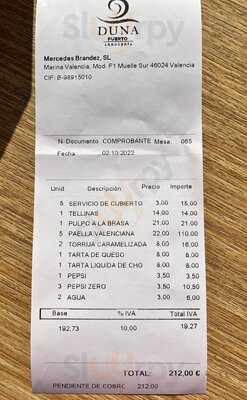 DUNA
PUERTO
Mercedes Brandez, SL
Marina Valencia, Mod. F1 Muelle Sur 46024 Valencia
CIF: B-98915010
N Documento COMPROBANTE Mesa: 065
Fecha 02.10.2022
Unid Descripción Precio Importe
5 SERVICIO DE CUBIERTO 3,00 15,00
1 TELLINAS 14,00 14,00
1 PULPO A LA BRASA 21,00 21,00
5 PAELLA VALENCIANA 22,00 110,00
2 TORRIJA CARAMELIZADA 8,00 16,00
1 TARTA DE QUESO 8,00 8,00
1 TARTA LIQUIDA DE CHO 8,00 8,00
1 PEPSI 3,50 3,50
3 PEPSI ZERO 3,50 10,50
2 AGUA 3,00 6,00
Base % IVA Total IVA
192,73 10,00 19,27
TOTAL: 212,00 €
PENDIENTE DE COBRO 212,00